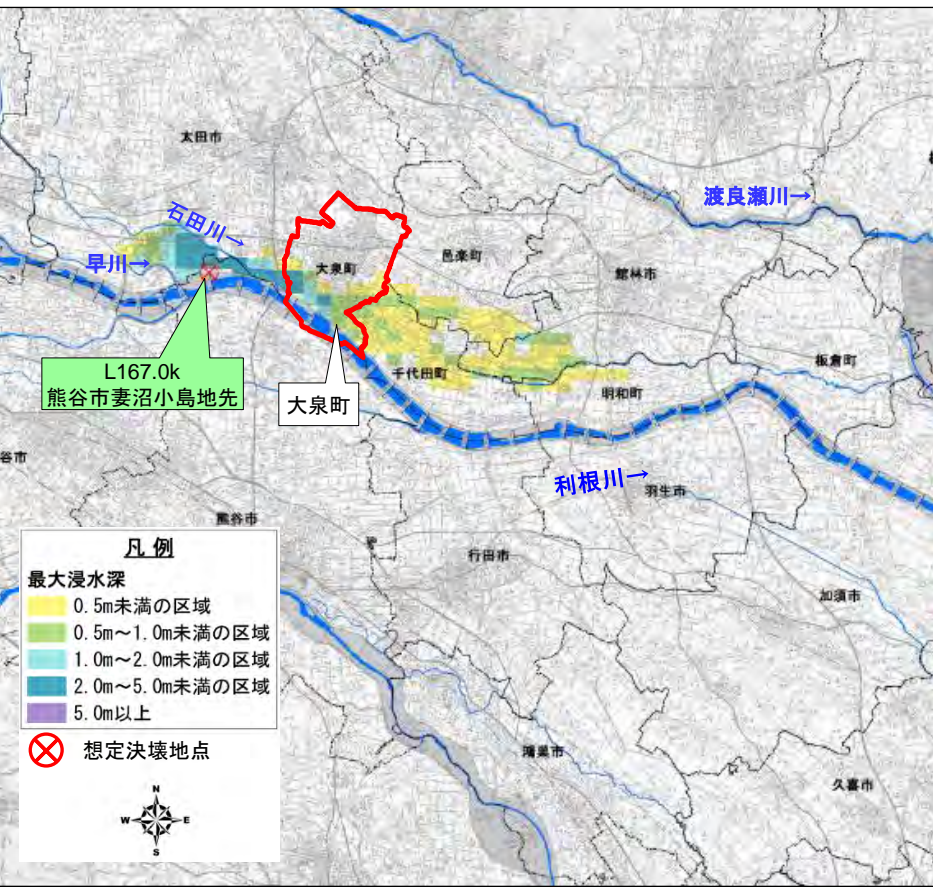 太田市
渡良瀬川→
石田川→
早川→
大泉町
邑楽町
館林市
L167.0k
熊谷市妻沼小島地先
大泉町
千代田町
明和町
板倉町
谷市
利根川→
羽生市
熊谷市
行田市
加須市
鴻巣市
久喜市
凡 例
最大浸水深
0.5m未満の区域
0.5m～1.0m未満の区域
1.0m～2.0m未満の区域
2.0m～5.0m未満の区域
5.0m以上
想定決壊地点
N
W E
S